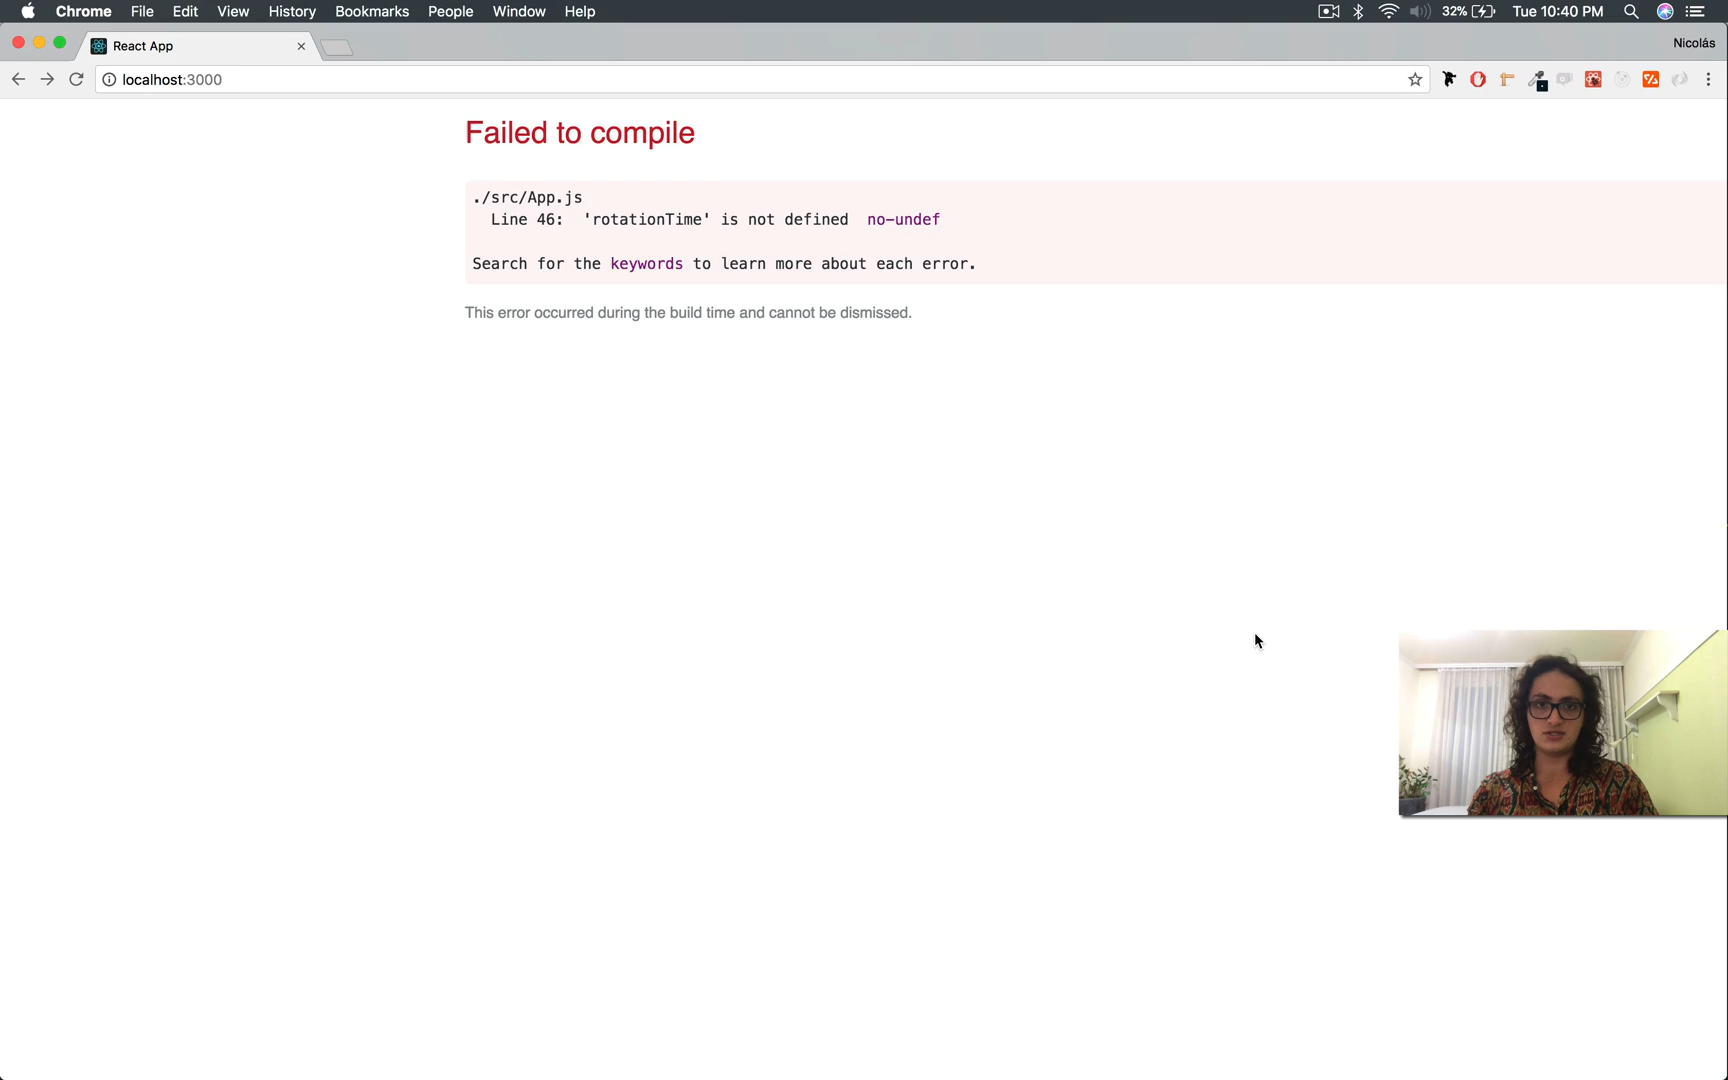 Chrome File Edit View History Bookmarks People Window Help 32% Tue 10:40 PM
React App Nicolás
localhost:3000
Failed to compile
./src/App.js
Line 46: 'rotationTime' is not defined no-undef
Search for the keywords to learn more about each error.
This error occurred during the build time and cannot be dismissed.